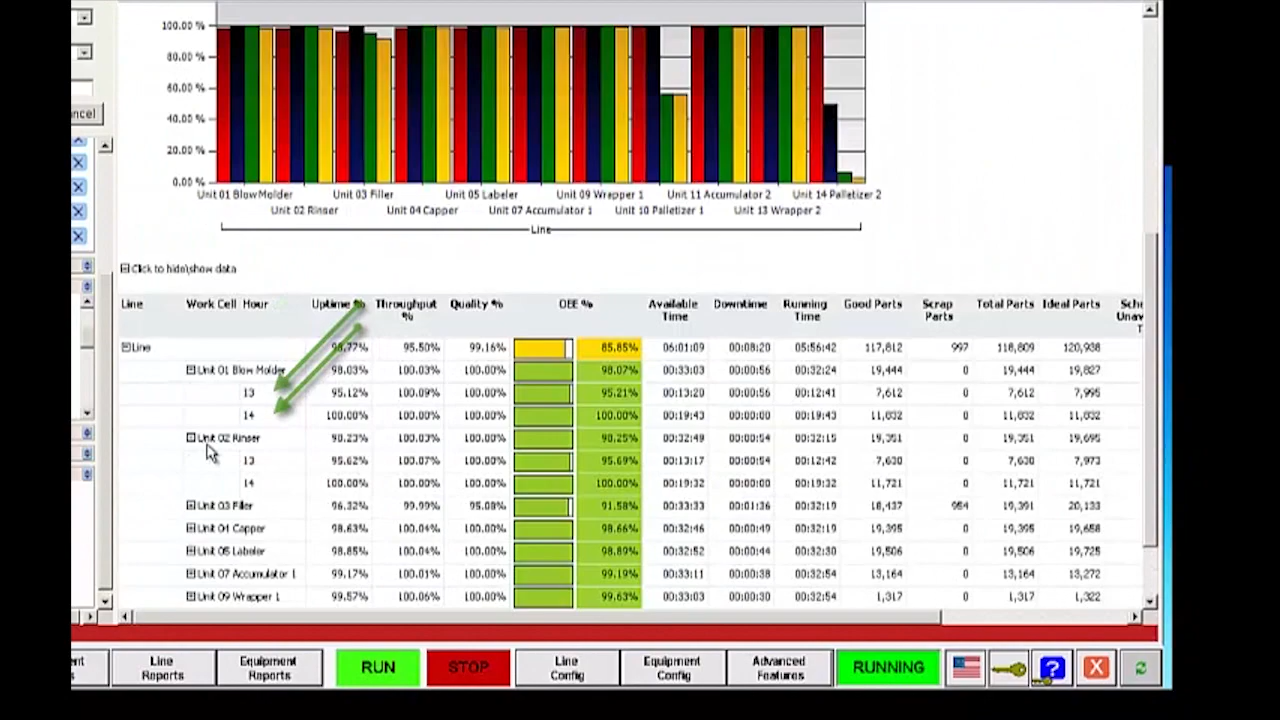 100.00 %
80.00 %
60.00 %
40.00 %
20.00 %
0.00 %
Unit 01 Blow Molder Unit 03 Filler Unit 05 Labeler Unit 09 Wrapper 1 Unit 11 Accumulator 2 Unit 14 Palletizer 2
Unit 02 Rinser Unit 04 Capper Unit 07 Accumulator 1 Unit 10 Palletizer 1 Unit 13 Wrapper 2
Line
ncel
Click to hide\show data
Line Work Cell Hour Uptime % Throughput % Quality % OEE % Available Time Downtime Running Time Good Parts Scrap Parts Total Parts Ideal Parts Sch
Unav
T
Line 98.77% 95.50% 99.16% 85.85% 06:01:09 00:08:20 05:56:42 117,812 997 118,809 120,938
Unit 01 Blow Molder 98.03% 100.03% 100.00% 98.07% 00:33:03 00:00:56 00:32:24 19,444 0 19,444 19,827
13 95.12% 100.09% 100.00% 95.21% 00:13:20 00:00:56 00:12:41 7,612 0 7,612 7,995
14 100.00% 100.00% 100.00% 100.00% 00:19:43 00:00:00 00:19:43 11,832 0 11,832 11,832
Unit 02 Rinser 98.23% 100.03% 100.00% 98.25% 00:32:49 00:00:54 00:32:15 19,351 0 19,351 19,695
13 95.62% 100.07% 100.00% 95.69% 00:13:17 00:00:54 00:12:42 7,630 0 7,630 7,973
14 100.00% 100.00% 100.00% 100.00% 00:19:32 00:00:00 00:19:32 11,721 0 11,721 11,721
Unit 03 Filler 96.32% 99.99% 95.08% 91.58% 00:33:33 00:01:36 00:32:19 18,437 954 19,391 20,133
Unit 04 Capper 98.63% 100.04% 100.00% 98.66% 00:32:46 00:00:49 00:32:19 19,395 0 19,395 19,658
Unit 05 Labeler 98.85% 100.04% 100.00% 98.89% 00:32:52 00:00:44 00:32:30 19,506 0 19,506 19,725
Unit 07 Accumulator 1 99.17% 100.01% 100.00% 99.19% 00:33:11 00:00:38 00:32:54 13,164 0 13,164 13,272
Unit 09 Wrapper 1 99.57% 100.06% 100.00% 99.63% 00:33:03 00:00:30 00:32:54 1,317 0 1,317 1,322
nt
s
Line
Reports
Equipment
Reports
RUN
STOP
Line
Config
Equipment
Config
Advanced
Features
RUNNING
?
X